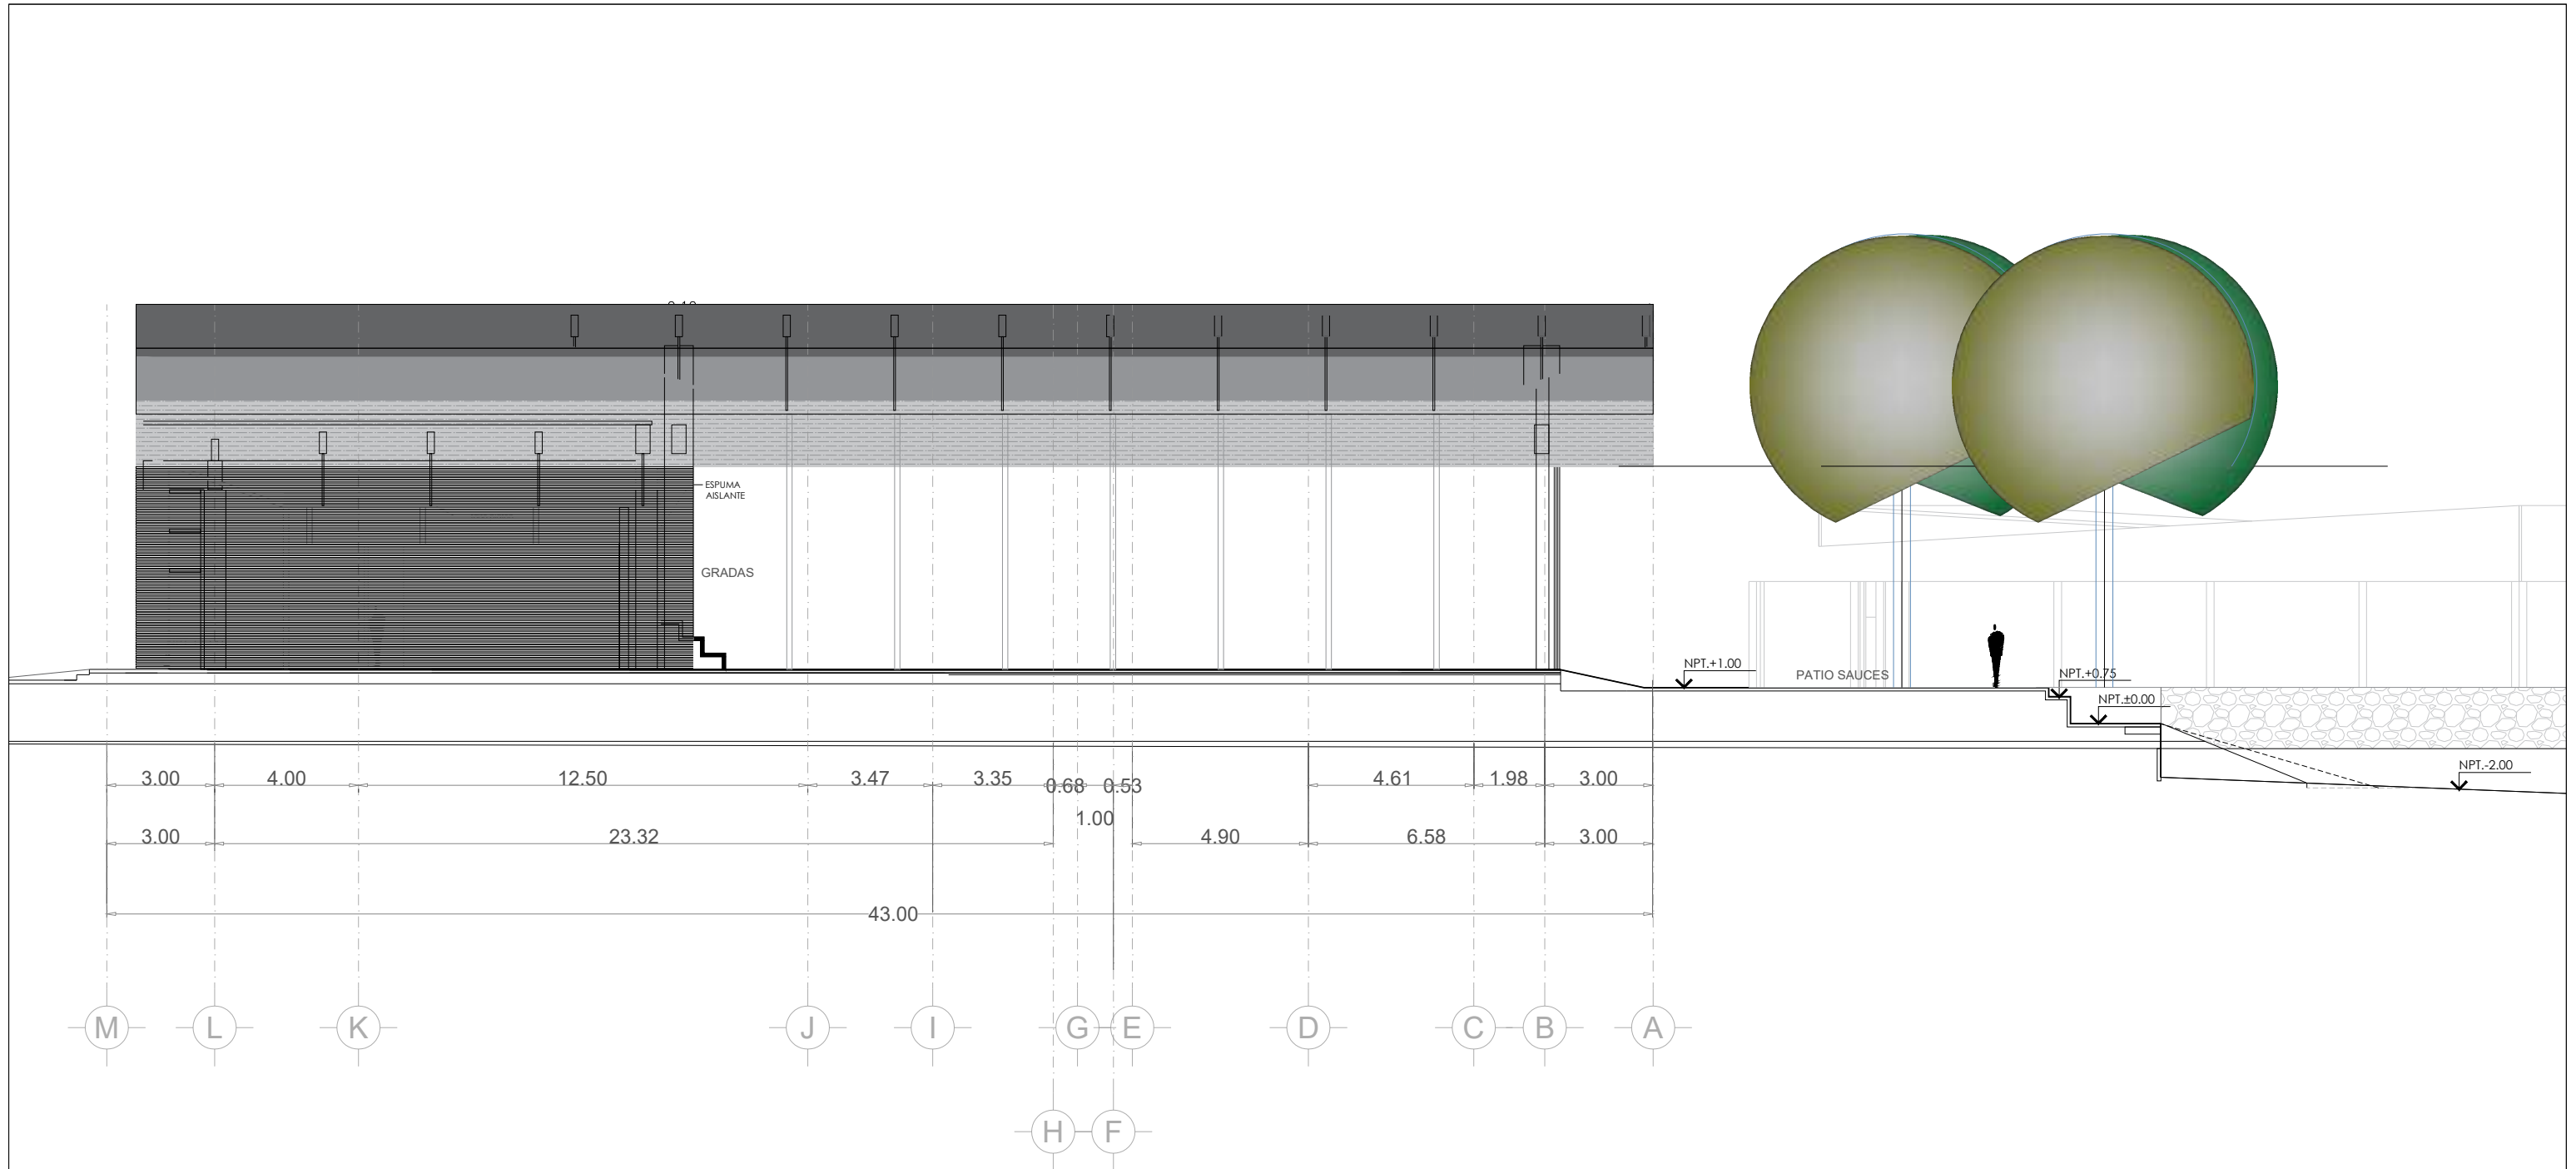 ESPUMA
AISLANTE
GRADAS
NPT.+1.00
PATIO SAUCES
NPT.+0.75
NPT.±0.00
NPT.-2.00
3.00
4.00
12.50
3.47
3.35
0.68
0.53
4.61
1.98
3.00
1.00
3.00
23.32
4.90
6.58
3.00
43.00
M
L
K
J
I
G
E
D
C
B
A
H
F